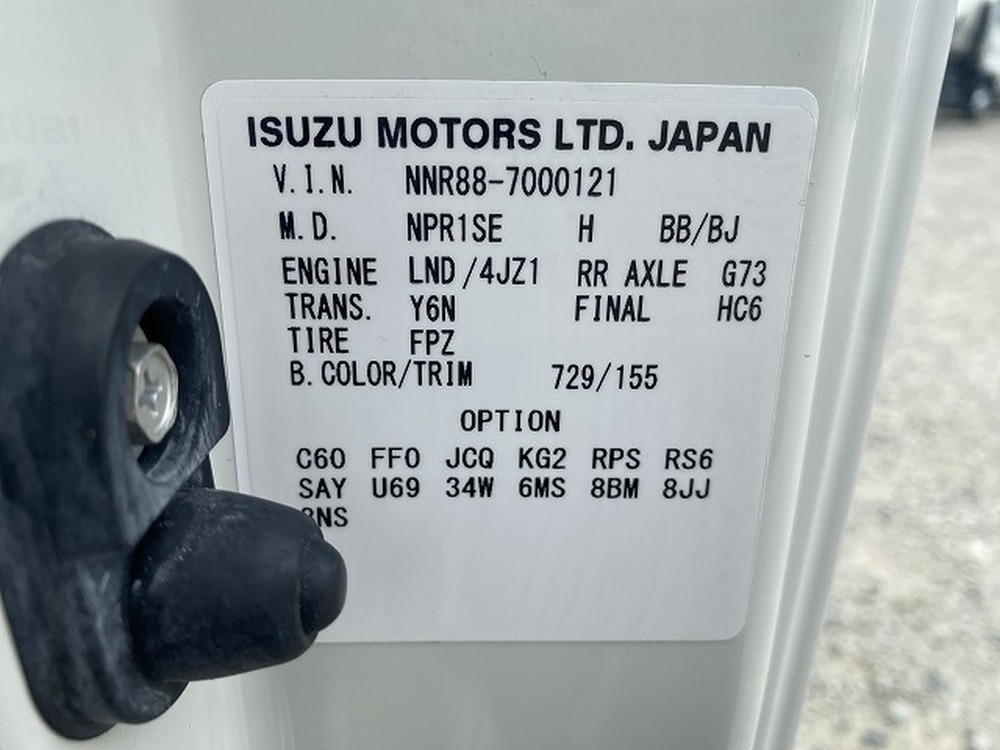 ISUZU MOTORS LTD. JAPAN
V.I.N. NNR88-7000121
M.D. NPR1SE H BB/BJ
ENGINE LND/4JZ1 RR AXLE G73
TRANS. Y6N FINAL HC6
TIRE FPZ
B.COLOR/TRIM 729/155
OPTION
C60 FF0 JCQ KG2 RPS RS6
SAY U69 34W 6MS 8BM 8JJ